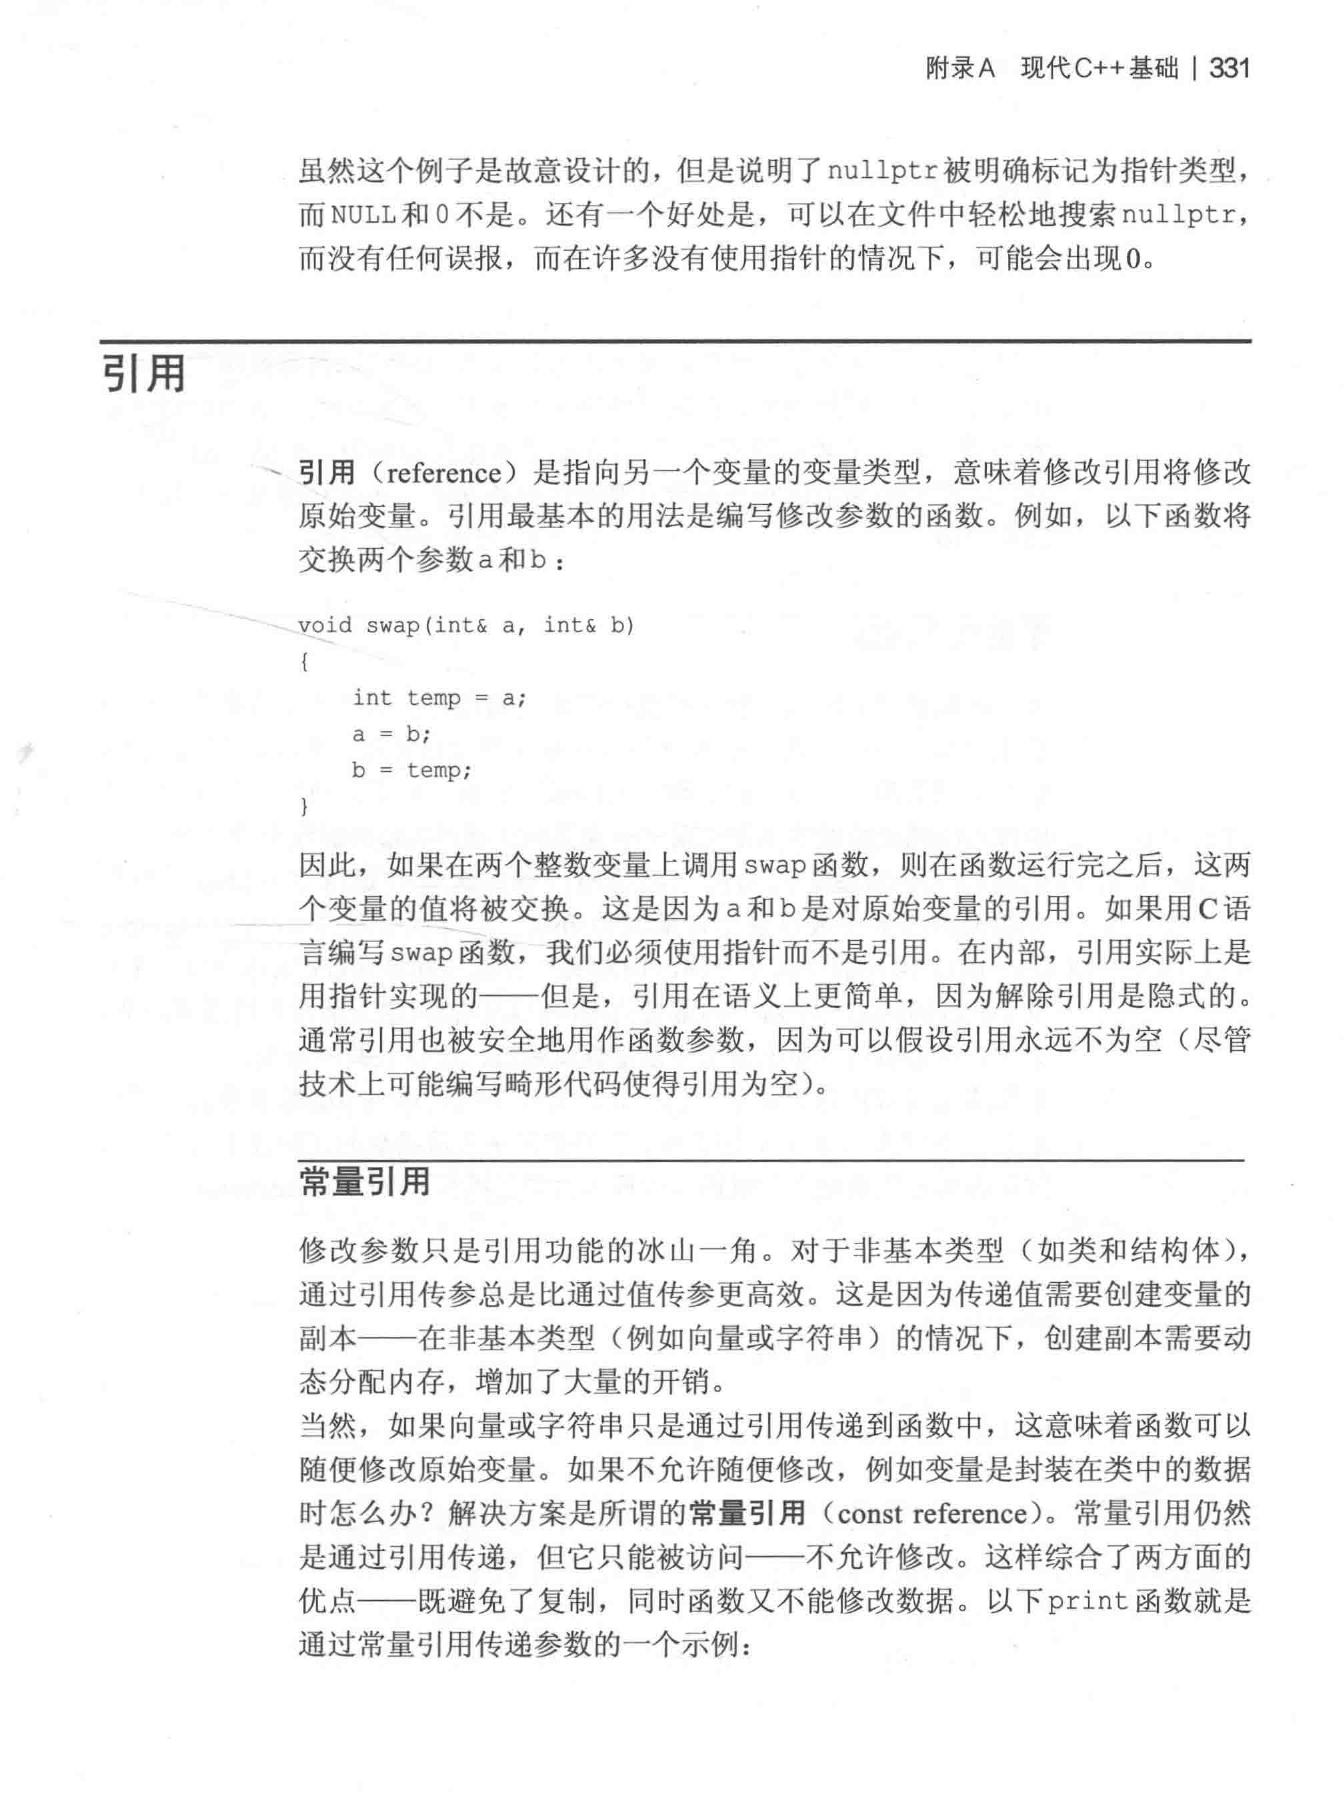 附录A 现代C++基础 | 331
虽然这个例子是故意设计的，但是说明了nullptr被明确标记为指针类型，
而NULL和0不是。还有一个好处是，可以在文件中轻松地搜索nullptr，
而没有任何误报，而在许多没有使用指针的情况下，可能会出现0。
引用
引用（reference）是指向另一个变量的变量类型，意味着修改引用将修改
原始变量。引用最基本的用法是编写修改参数的函数。例如，以下函数将
交换两个参数a和b：
void swap(int& a, int& b)
{
    int temp = a;
    a = b;
    b = temp;
}
因此，如果在两个整数变量上调用swap函数，则在函数运行完之后，这两
个变量的值将被交换。这是因为a和b是对原始变量的引用。如果用C语
言编写swap函数，我们必须使用指针而不是引用。在内部，引用实际上是
用指针实现的——但是，引用在语义上更简单，因为解除引用是隐式的。
通常引用也被安全地用作函数参数，因为可以假设引用永远不为空（尽管
技术上可能编写畸形代码使得引用为空）。
常量引用
修改参数只是引用功能的冰山一角。对于非基本类型（如类和结构体），
通过引用传参总是比通过值传参更高效。这是因为传递值需要创建变量的
副本——在非基本类型（例如向量或字符串）的情况下，创建副本需要动
态分配内存，增加了大量的开销。
当然，如果向量或字符串只是通过引用传递到函数中，这意味着函数可以
随便修改原始变量。如果不允许随便修改，例如变量是封装在类中的数据
时怎么办？解决方案是所谓的常量引用（const reference）。常量引用仍然
是通过引用传递，但它只能被访问——不允许修改。这样综合了两方面的
优点——既避免了复制，同时函数又不能修改数据。以下print函数就是
通过常量引用传递参数的一个示例：